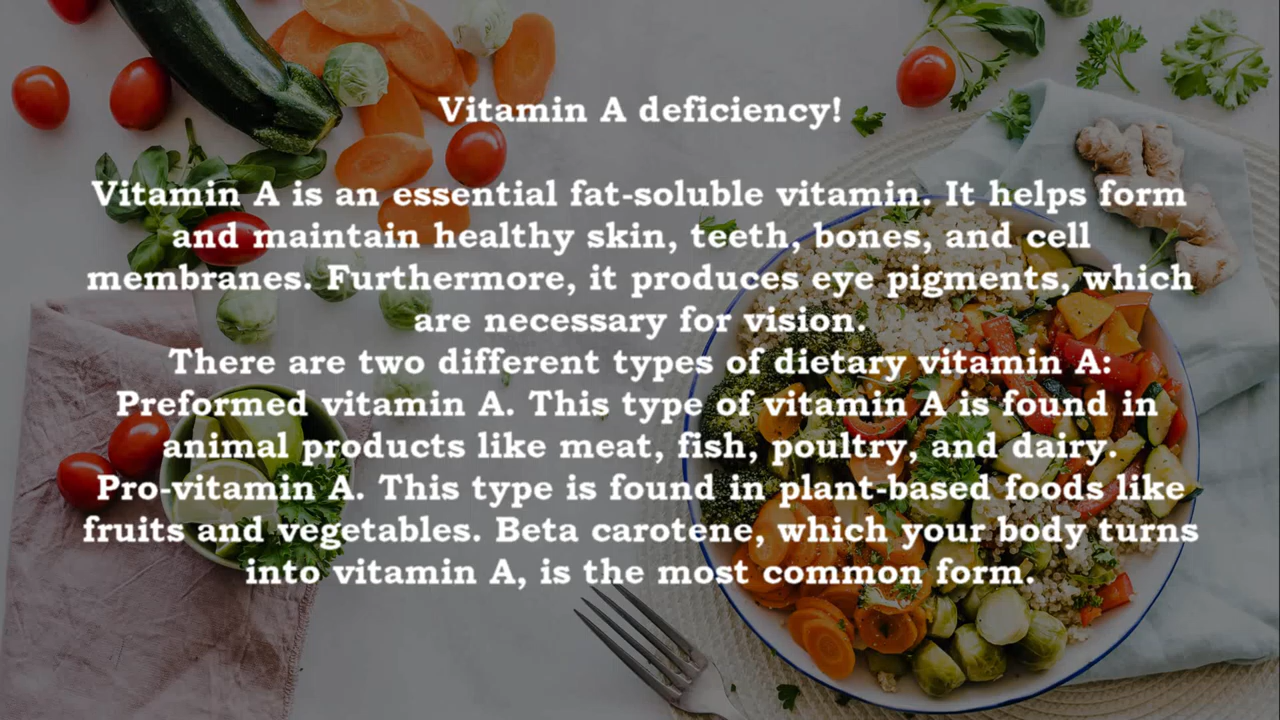 Vitamin A deficiency!
Vitamin A is an essential fat-soluble vitamin. It helps form
and maintain healthy skin, teeth, bones, and cell
membranes. Furthermore, it produces eye pigments, which
are necessary for vision.
There are two different types of dietary vitamin A:
Preformed vitamin A. This type of vitamin A is found in
animal products like meat, fish, poultry, and dairy.
Pro-vitamin A. This type is found in plant-based foods like
fruits and vegetables. Beta carotene, which your body turns
into vitamin A, is the most common form.